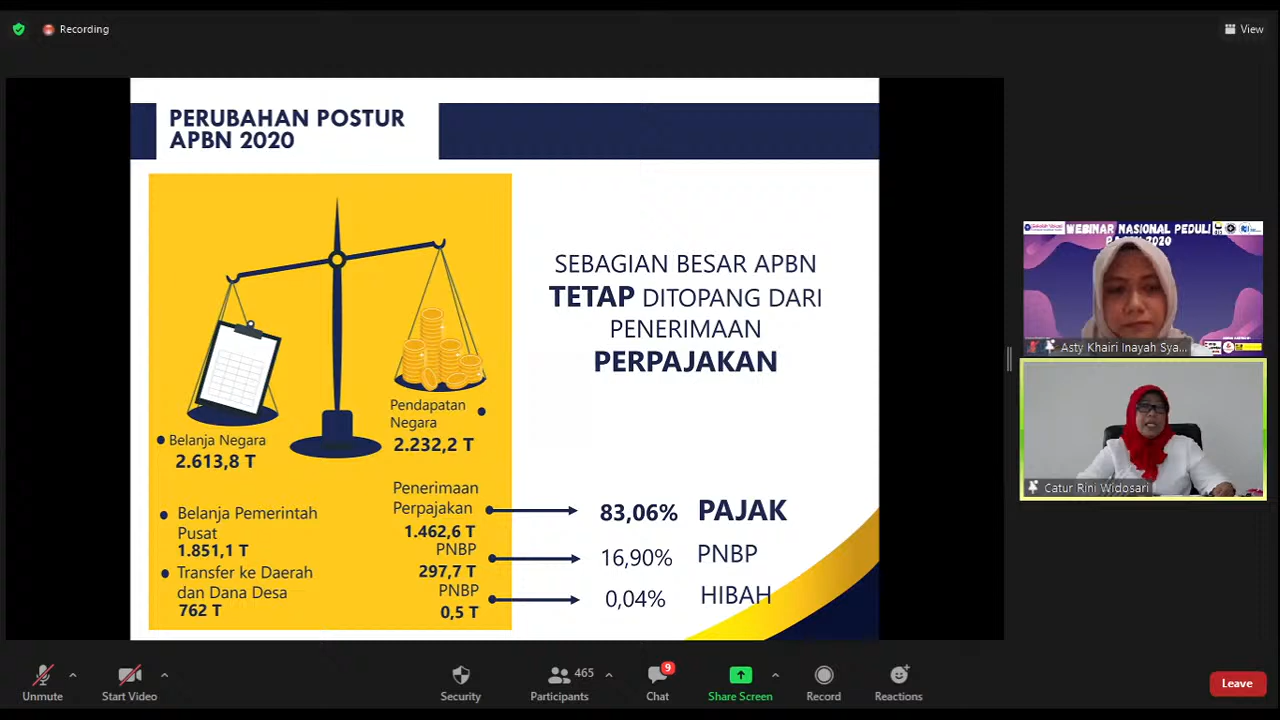 Recording
View
PERUBAHAN POSTUR
APBN 2020
SEBAGIAN BESAR APBN
TETAP DITOPANG DARI
PENERIMAAN
PERPAJAKAN
Belanja Negara
2.613,8 T
Pendapatan
Negara
2.232,2 T
Belanja Pemerintah
Pusat
1.851,1 T
Transfer ke Daerah
dan Dana Desa
762 T
Penerimaan
Perpajakan
1.462,6 T
PNBP
297,7 T
PNBP
0,5 T
83,06% PAJAK
16,90% PNBP
0,04% HIBAH
WEBINAR NASIONAL PEDULI
2020
Asty Khairi Inayah Sya...
Catur Rini Widosari
Unmute
Start Video
Security
465
Participants
9
Chat
Share Screen
Record
Reactions
Leave